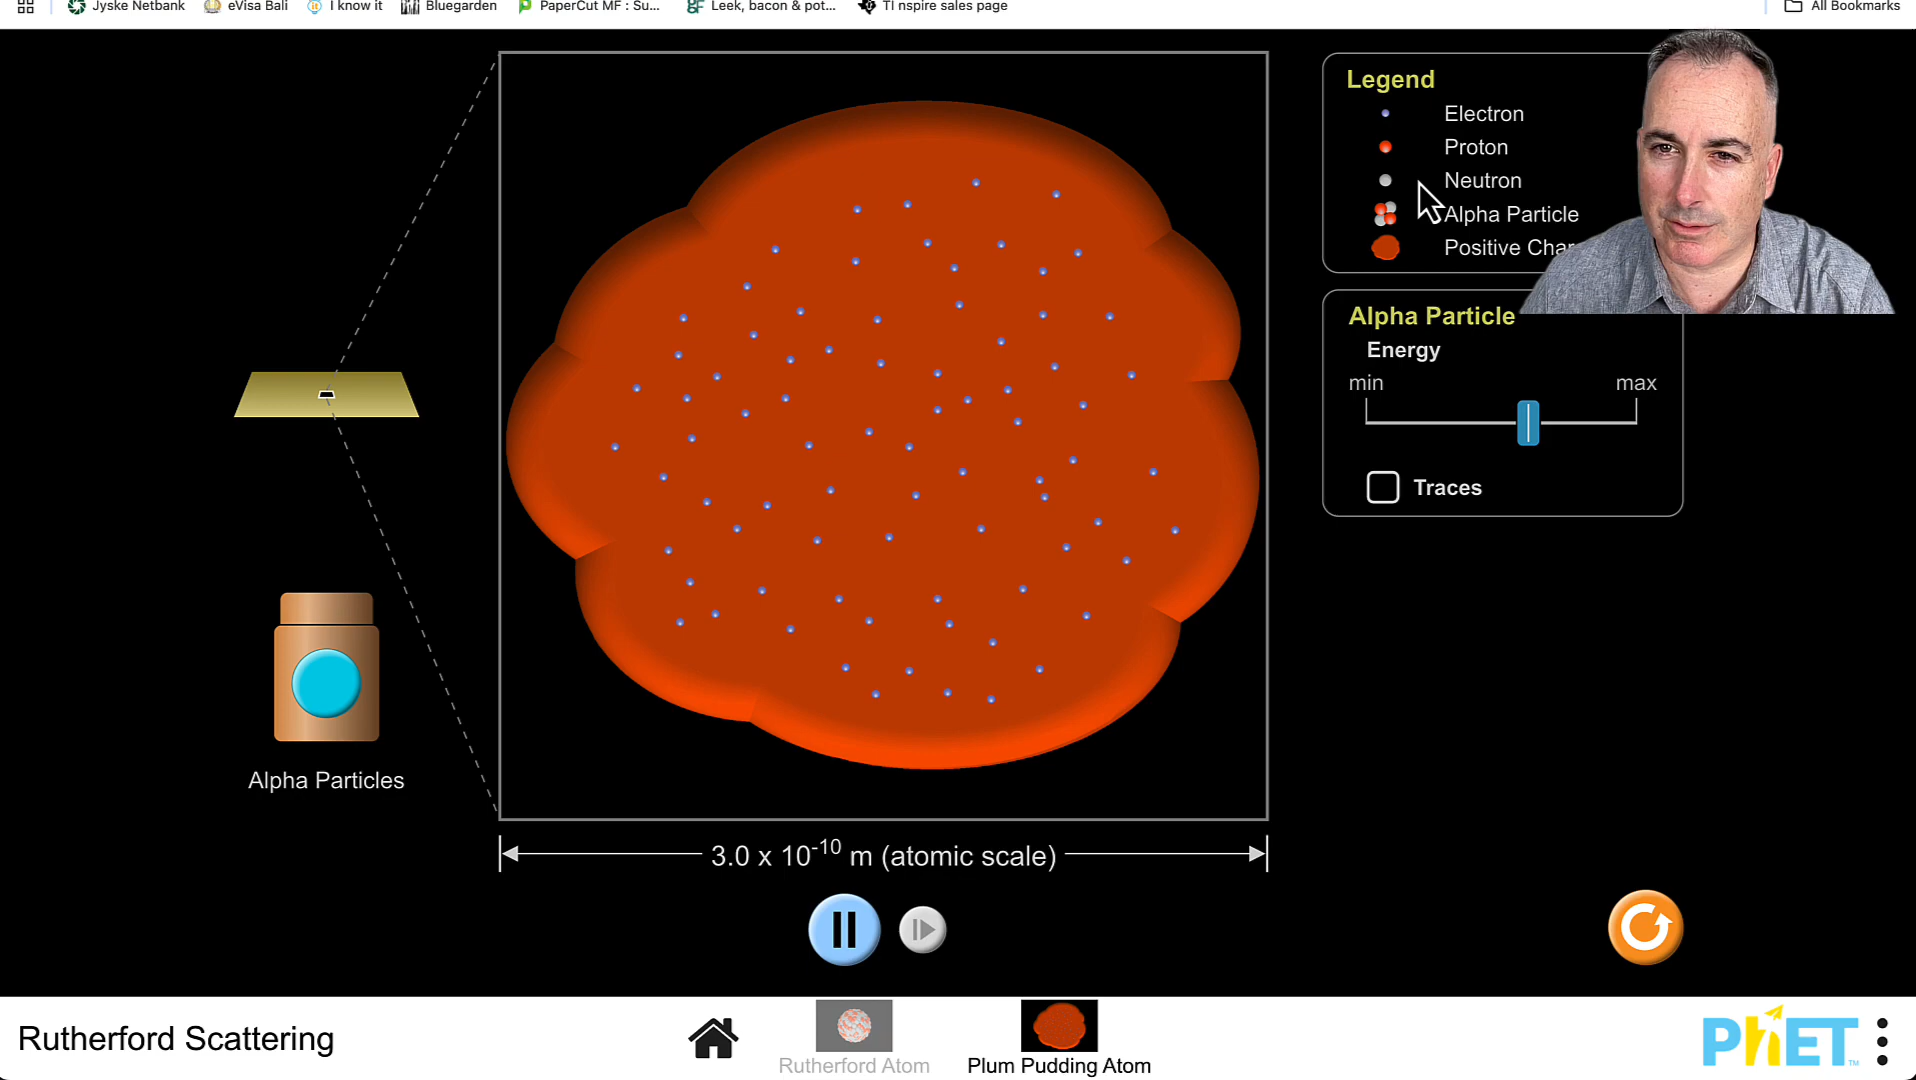 Jyske Netbank eVisa Bali I know it Bluegarden PaperCut MF : Su... Leek, bacon & pot... TI nspire sales page All Bookmarks
Legend
Electron
Proton
Neutron
Alpha Particle
Positive Char
Alpha Particle
Energy
min max
Traces
Alpha Particles
3.0 x 10⁻¹⁰ m (atomic scale)
Rutherford Scattering
Rutherford Atom
Plum Pudding Atom
PhET™